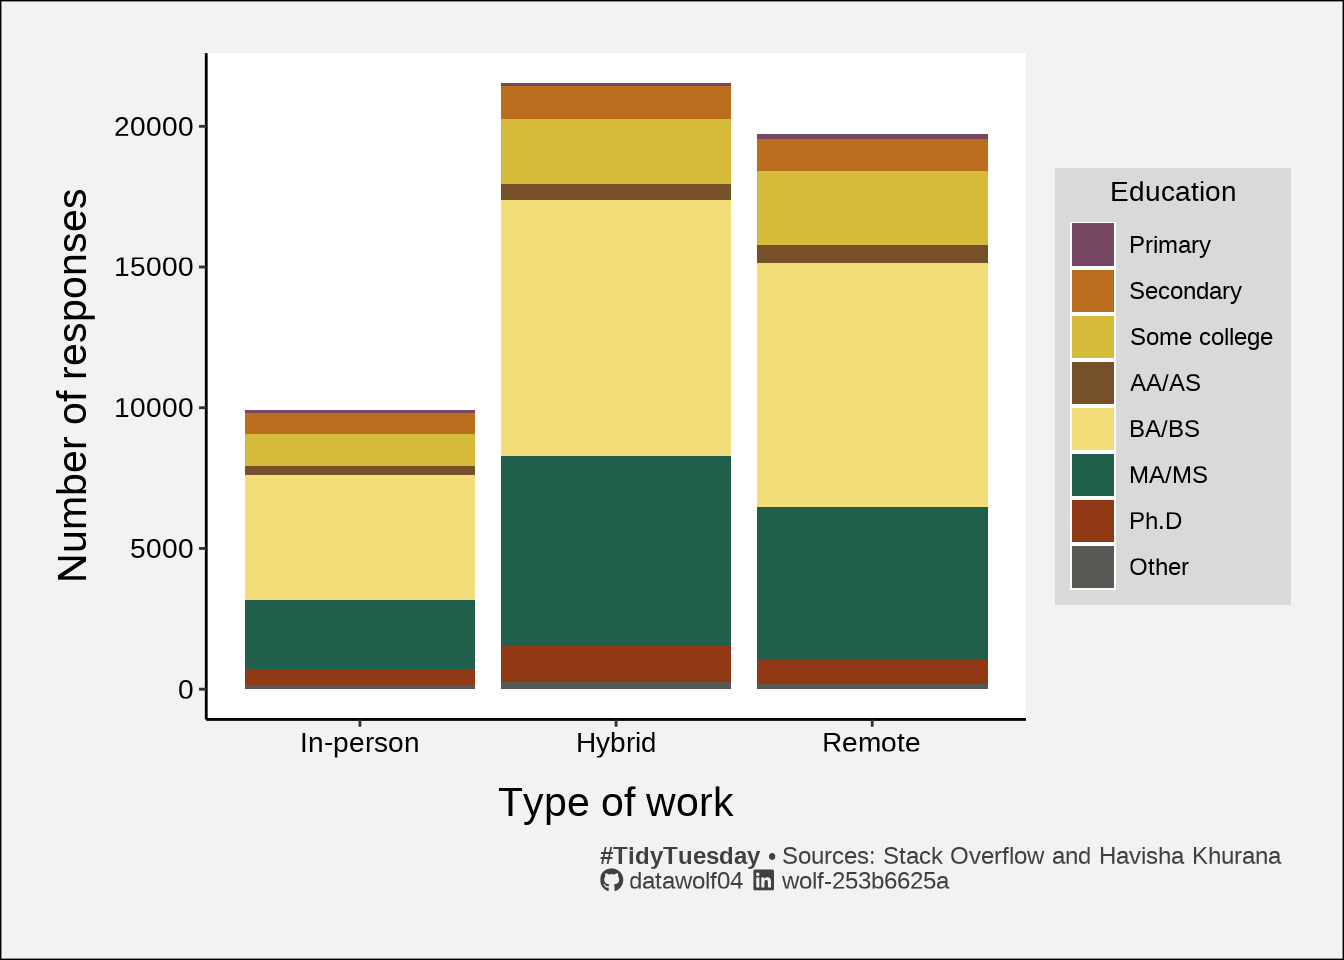 Number of responses
20000
15000
10000
5000
0
In-person
Hybrid
Remote
Type of work
Education
Primary
Secondary
Some college
AA/AS
BA/BS
MA/MS
Ph.D
Other
#TidyTuesday • Sources: Stack Overflow and Havisha Khurana
datawolf04 in wolf-253b6625a